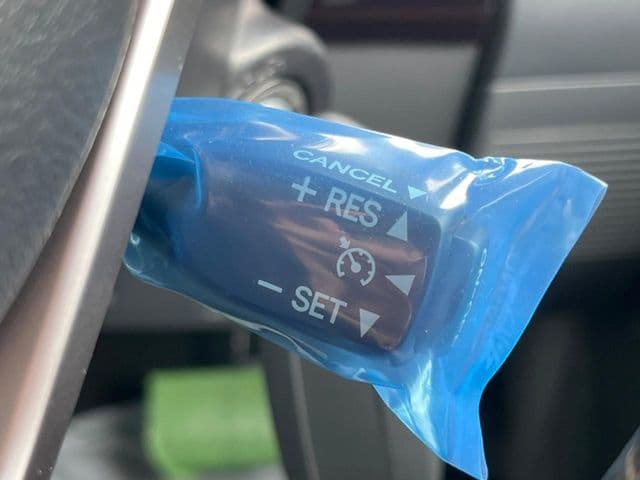 CANCEL ▼
+ RES ▲
◀
− SET ▼